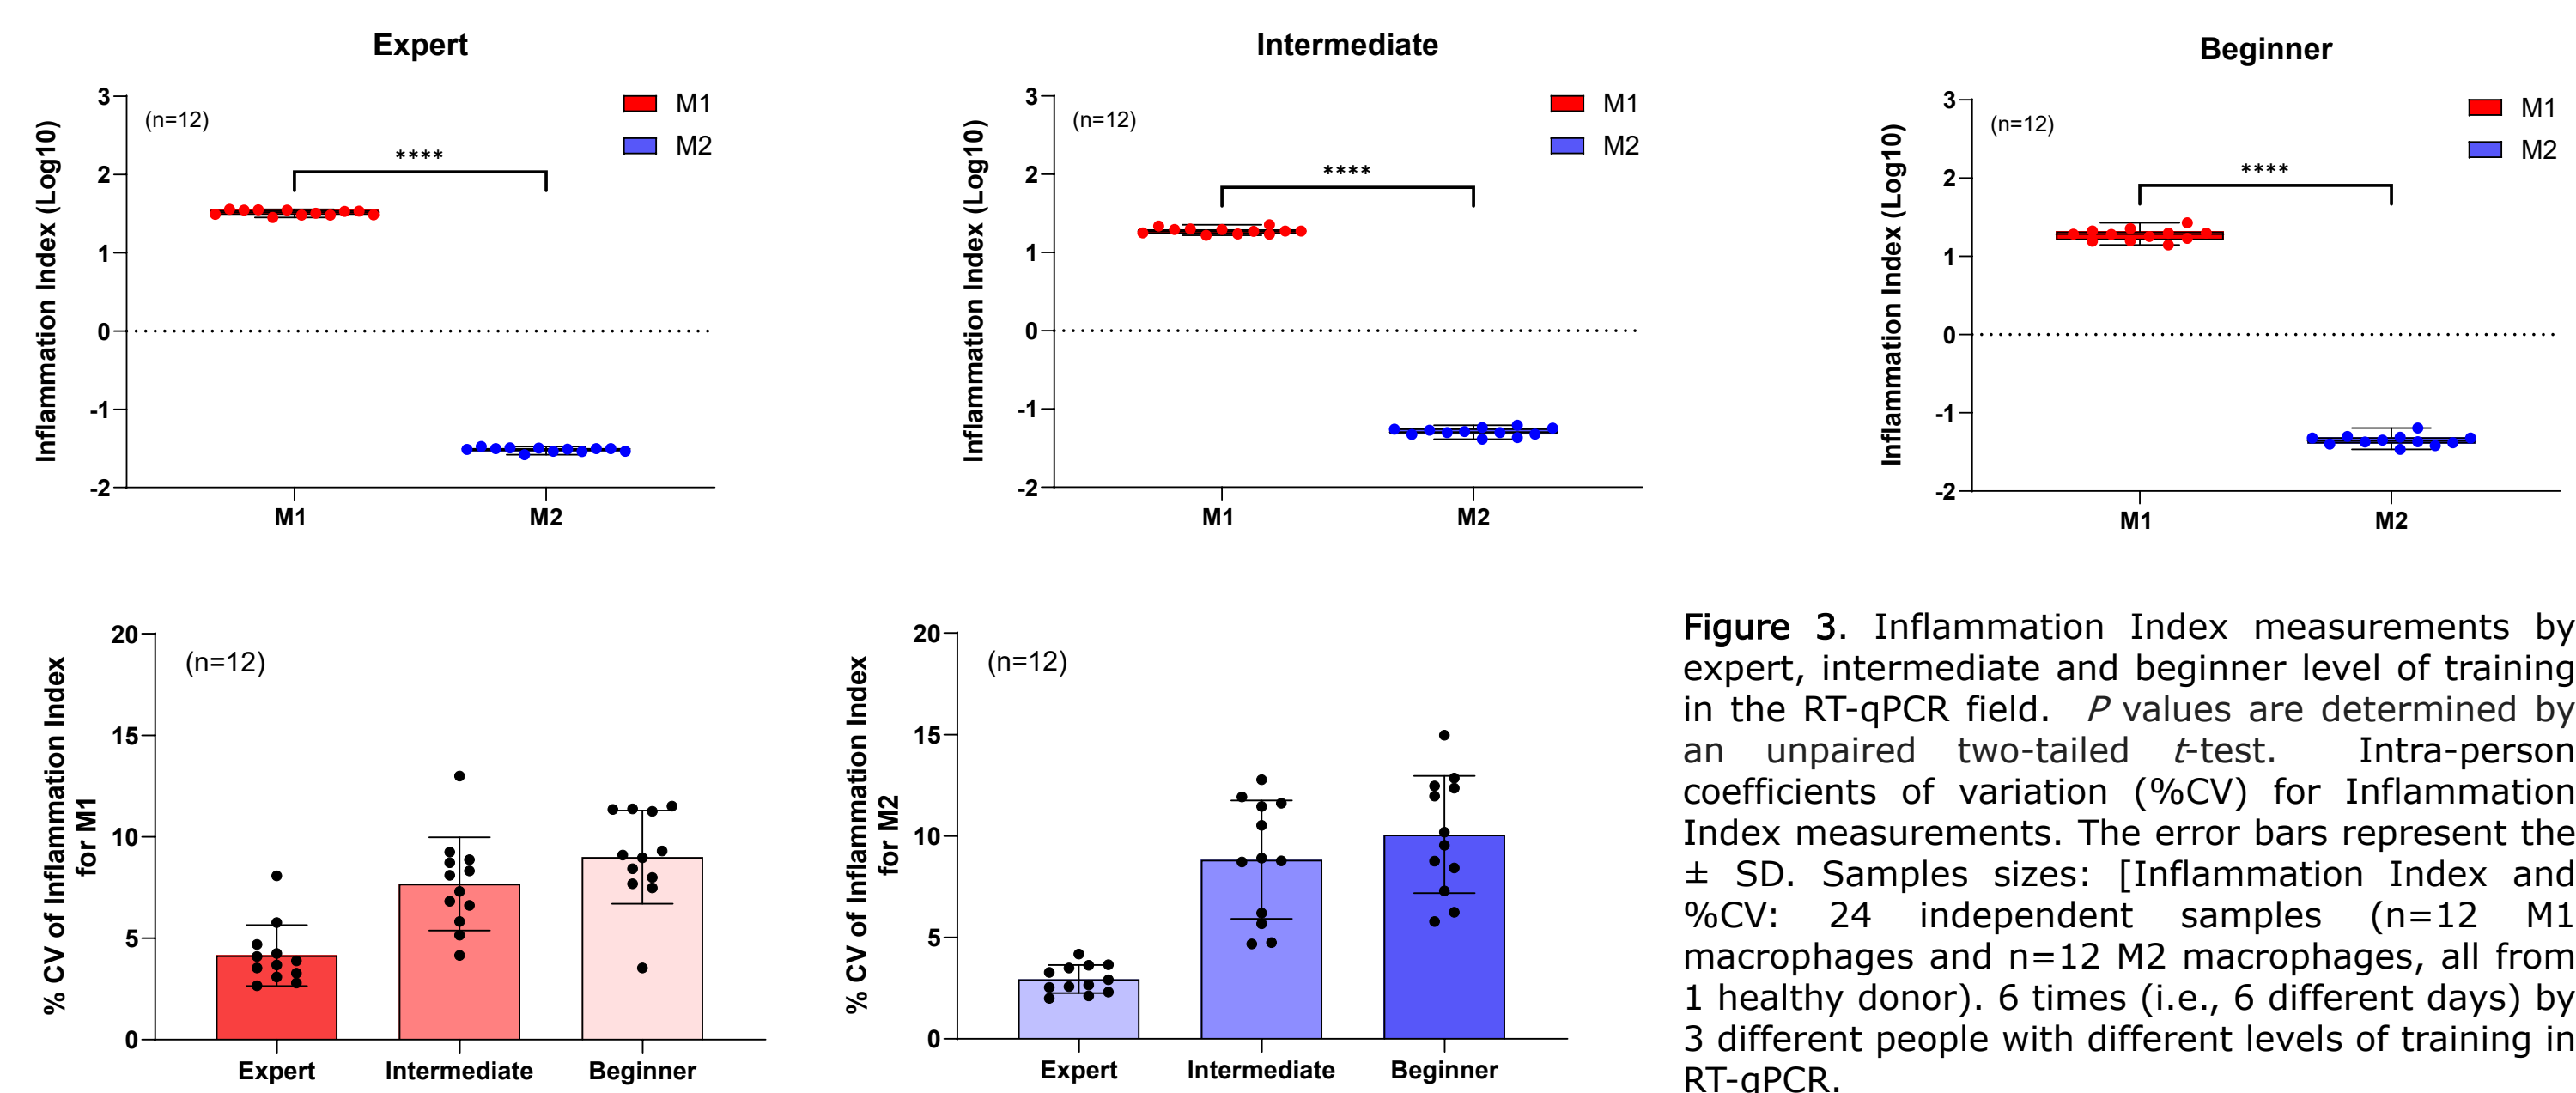 Expert
Inflammation Index (Log10)
3
2
1
0
-1
-2
(n=12)
****
M1
M2
M1
M2
Intermediate
Inflammation Index (Log10)
3
2
1
0
-1
-2
(n=12)
****
M1
M2
M1
M2
Beginner
Inflammation Index (Log10)
3
2
1
0
-1
-2
(n=12)
****
M1
M2
M1
M2
% CV of Inflammation Index
for M1
20
15
10
5
0
(n=12)
Expert
Intermediate
Beginner
% CV of Inflammation Index
for M2
20
15
10
5
0
(n=12)
Expert
Intermediate
Beginner
Figure 3. Inflammation Index measurements by
expert, intermediate and beginner level of training
in the RT-qPCR field. P values are determined by
an unpaired two-tailed t-test. Intra-person
coefficients of variation (%CV) for Inflammation
Index measurements. The error bars represent the
± SD. Samples sizes: [Inflammation Index and
%CV: 24 independent samples (n=12 M1
macrophages and n=12 M2 macrophages, all from
1 healthy donor). 6 times (i.e., 6 different days) by
3 different people with different levels of training in
RT-qPCR.